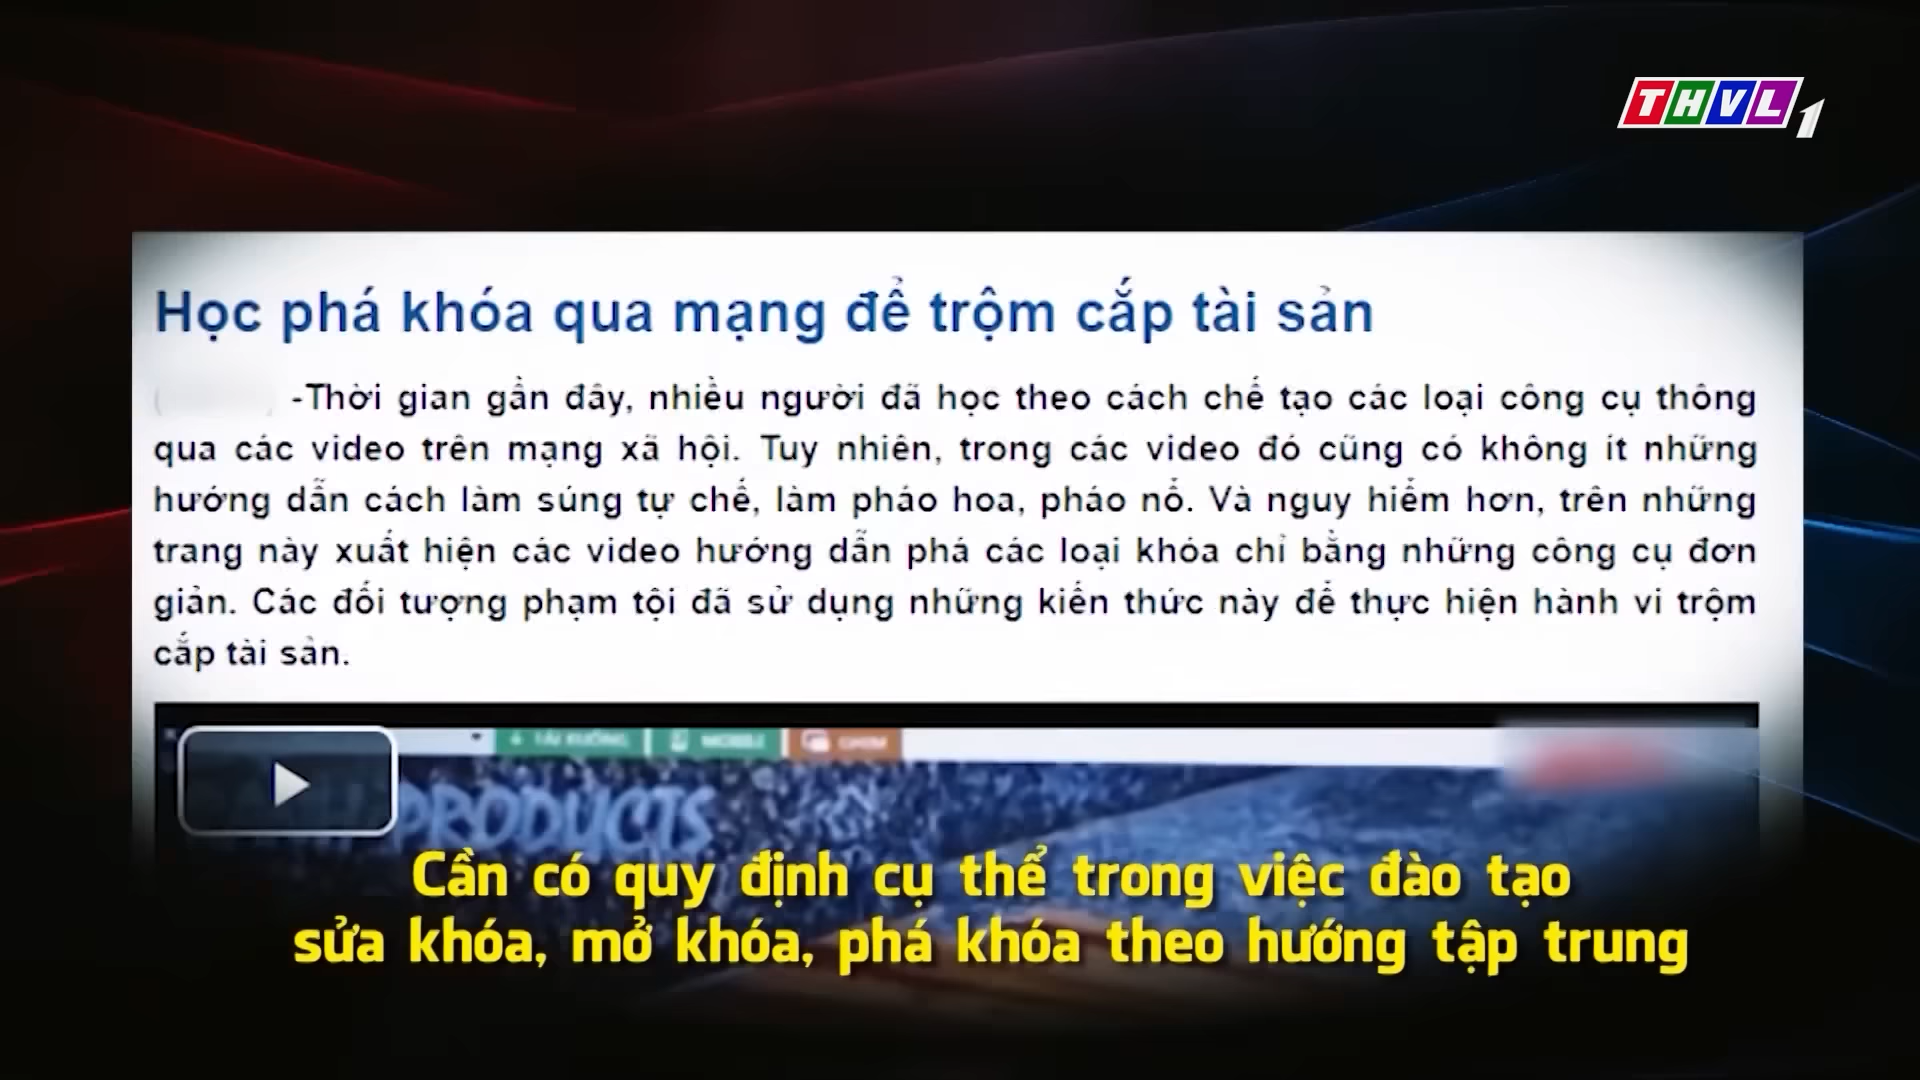 THVL1
Học phá khóa qua mạng để trộm cắp tài sản
-Thời gian gần đây, nhiều người đã học theo cách chế tạo các loại công cụ thông
qua các video trên mạng xã hội. Tuy nhiên, trong các video đó cũng có không ít những
hướng dẫn cách làm súng tự chế, làm pháo hoa, pháo nổ. Và nguy hiểm hơn, trên những
trang này xuất hiện các video hướng dẫn phá các loại khóa chỉ bằng những công cụ đơn
giản. Các đối tượng phạm tội đã sử dụng những kiến thức này để thực hiện hành vi trộm
cắp tài sản.
PRODUCTS
Cần có quy định cụ thể trong việc đào tạo
sửa khóa, mở khóa, phá khóa theo hướng tập trung